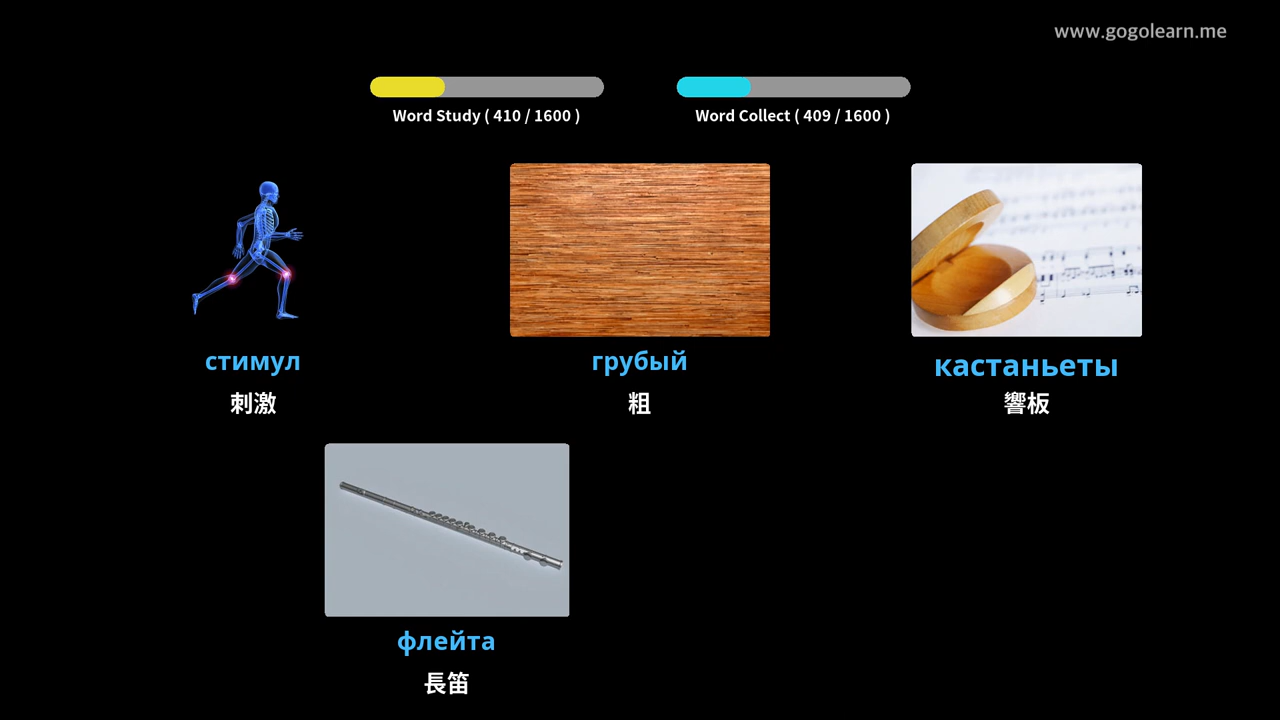 www.gogolearn.me
Word Study ( 410 / 1600 )
Word Collect ( 409 / 1600 )
стимул
грубый
кастаньеты
刺激
粗
響板
флейта
長笛